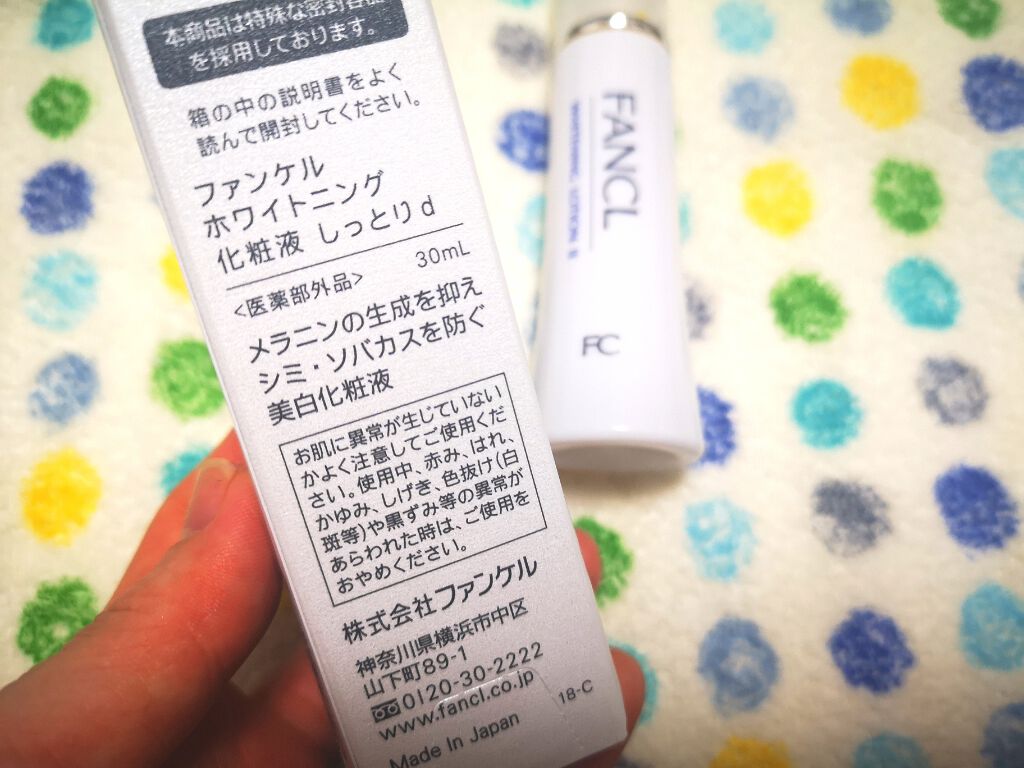 本商品は特殊な密封容器
を採用しております。
箱の中の説明書をよく
読んで開封してください。
ファンケル
ホワイトニング
化粧液 しっとり d
30mL
<医薬部外品>
メラニンの生成を抑え
シミ・ソバカスを防ぐ
美白化粧液
お肌に異常が生じていない
かよく注意してご使用くだ
さい。使用中、赤み、はれ、
かゆみ、しげき、色抜け(白
斑等)や黒ずみ等の異常が
あらわれた時は、ご使用を
おやめください。
株式会社ファンケル
神奈川県横浜市中区
山下町89-1
0120-30-2222
www.fancl.co.jp
18-C
Made In Japan
FANCL
WHITENING LOTION II
FC